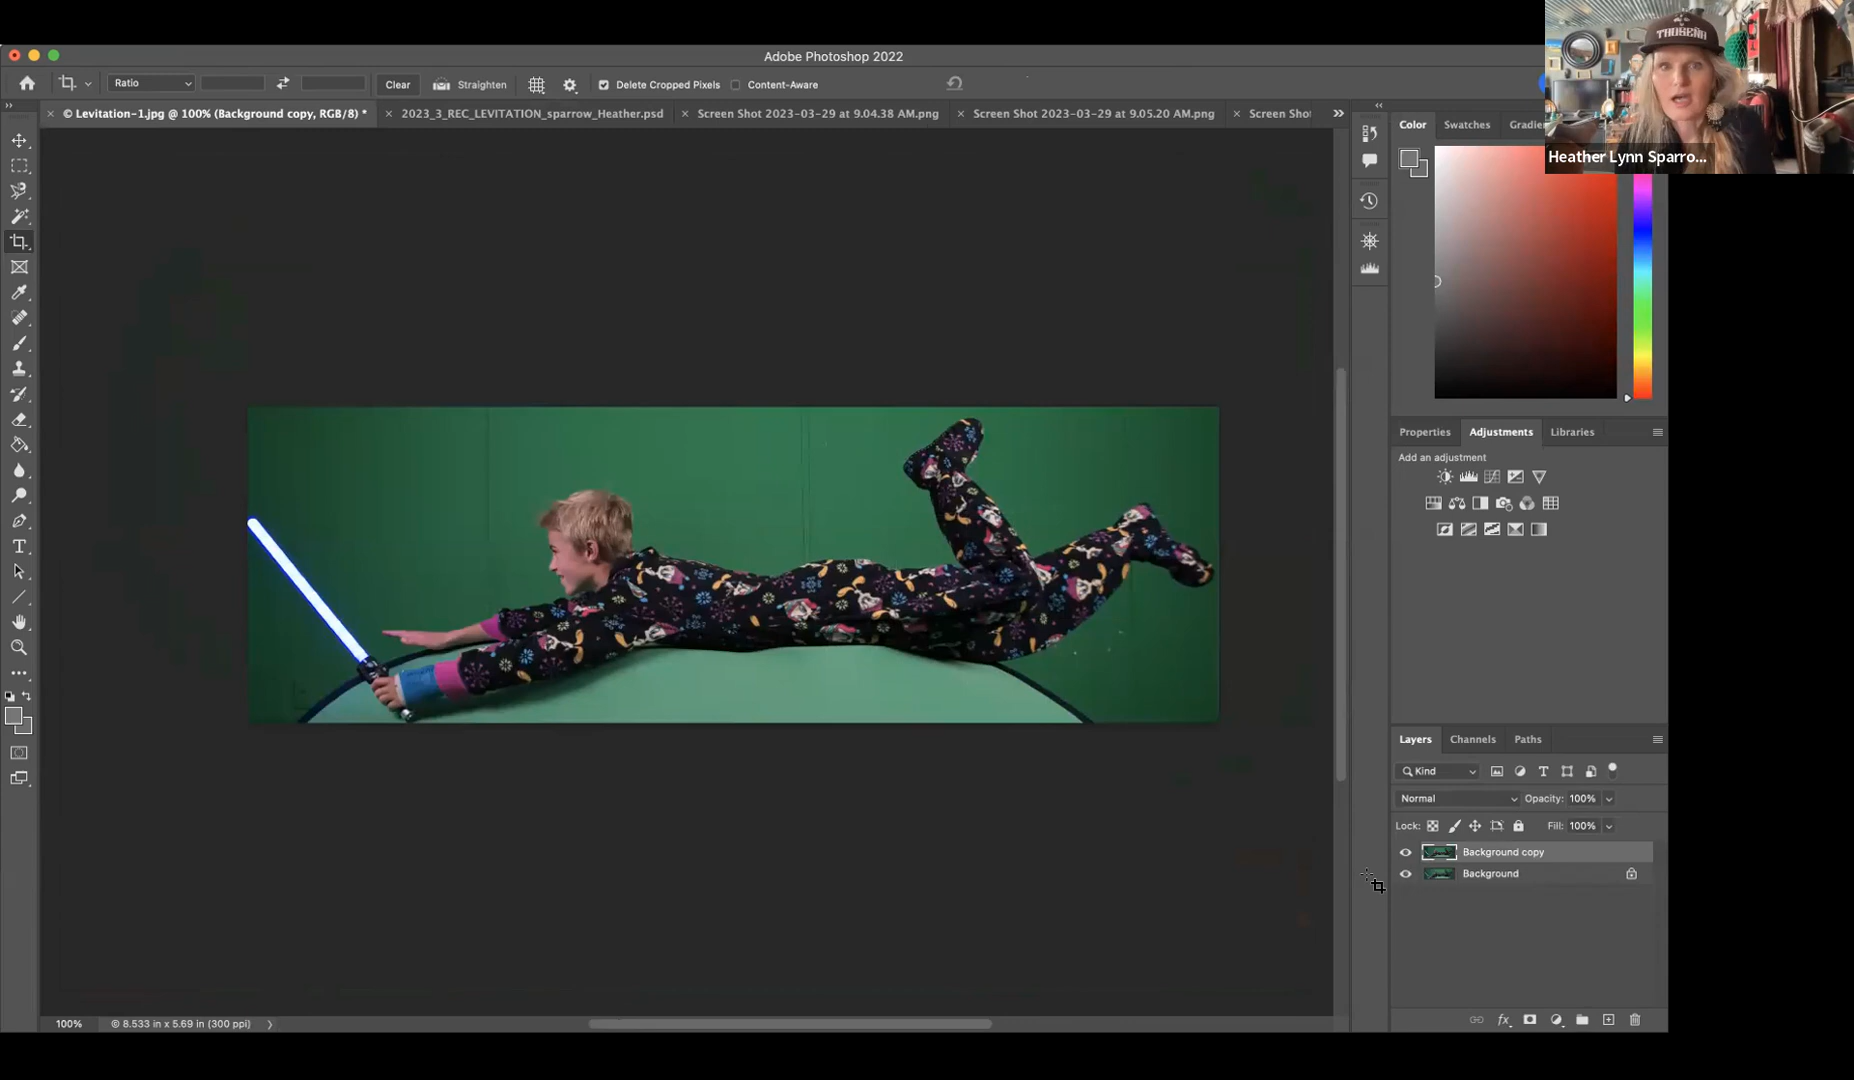 Adobe Photoshop 2022
Ratio
Clear
Straighten
Delete Cropped Pixels
Content-Aware
© Levitation-1.jpg @ 100% (Background copy, RGB/8) *
2023_3_REC_LEVITATION_sparrow_Heather.psd
Screen Shot 2023-03-29 at 9.04.38 AM.png
Screen Shot 2023-03-29 at 9.05.20 AM.png
Screen Sho
Color
Swatches
Gradie
Heather Lynn Sparro...
Properties
Adjustments
Libraries
Add an adjustment
Layers
Channels
Paths
Kind
Normal
Opacity: 100%
Lock:
Fill: 100%
Background copy
Background
100%
© 8.533 in x 5.69 in (300 ppi)